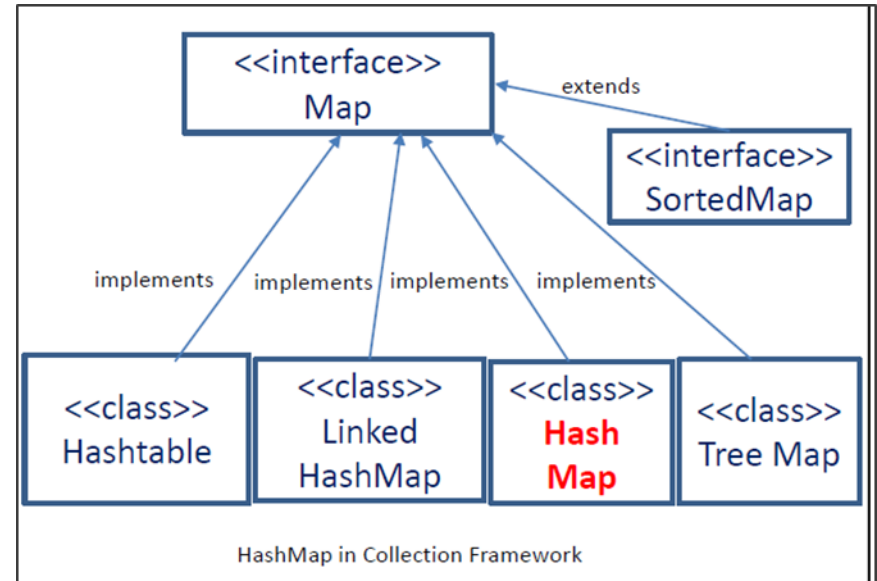 <<interface>>
Map
extends
<<interface>>
SortedMap
implements
implements
implements
implements
<<class>>
Hashtable
<<class>>
Linked
HashMap
<<class>>
Hash
Map
<<class>>
Tree Map
HashMap in Collection Framework